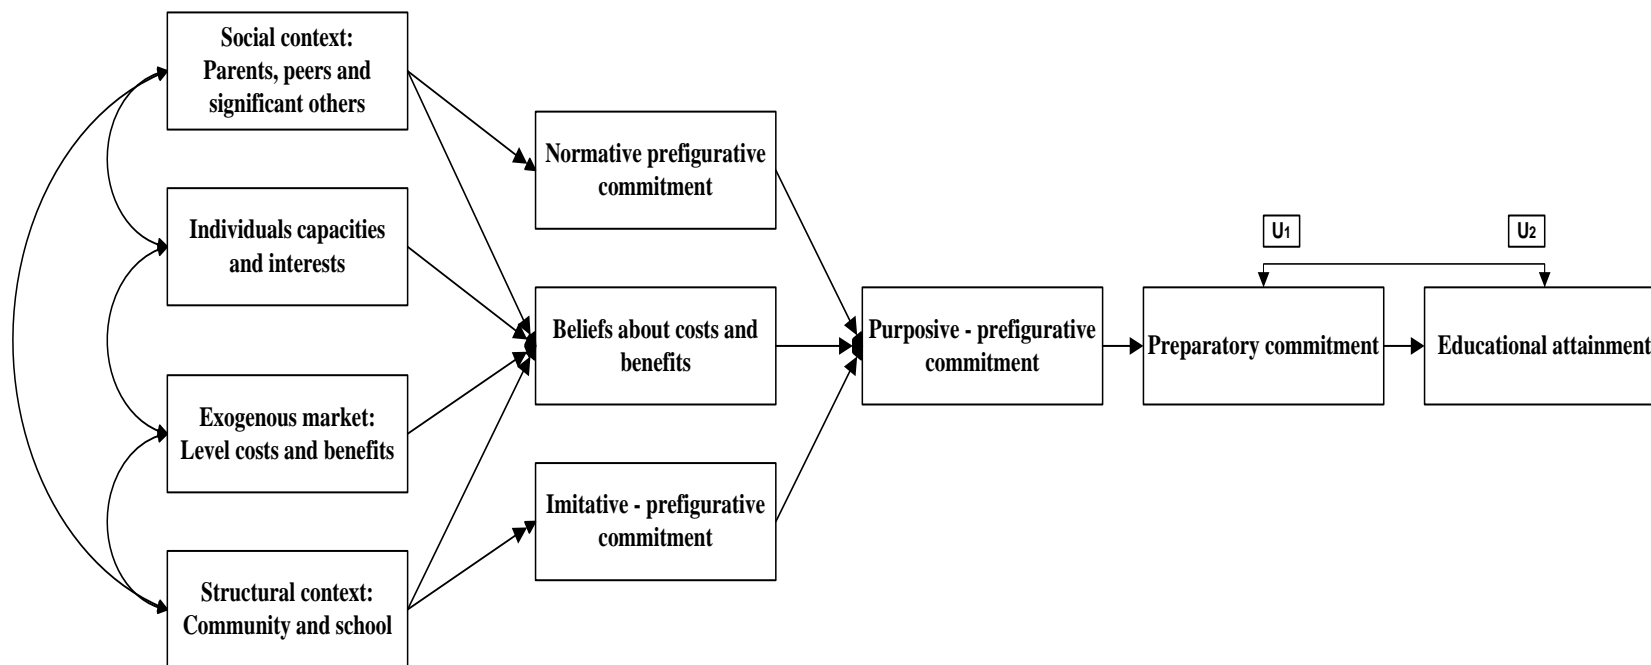 Social context:
Parents, peers and
significant others
Individuals capacities
and interests
Exogenous market:
Level costs and benefits
Structural context:
Community and school
Normative prefigurative
commitment
Beliefs about costs and
benefits
Imitative - prefigurative
commitment
Purposive - prefigurative
commitment
U1
Preparatory commitment
U2
Educational attainment